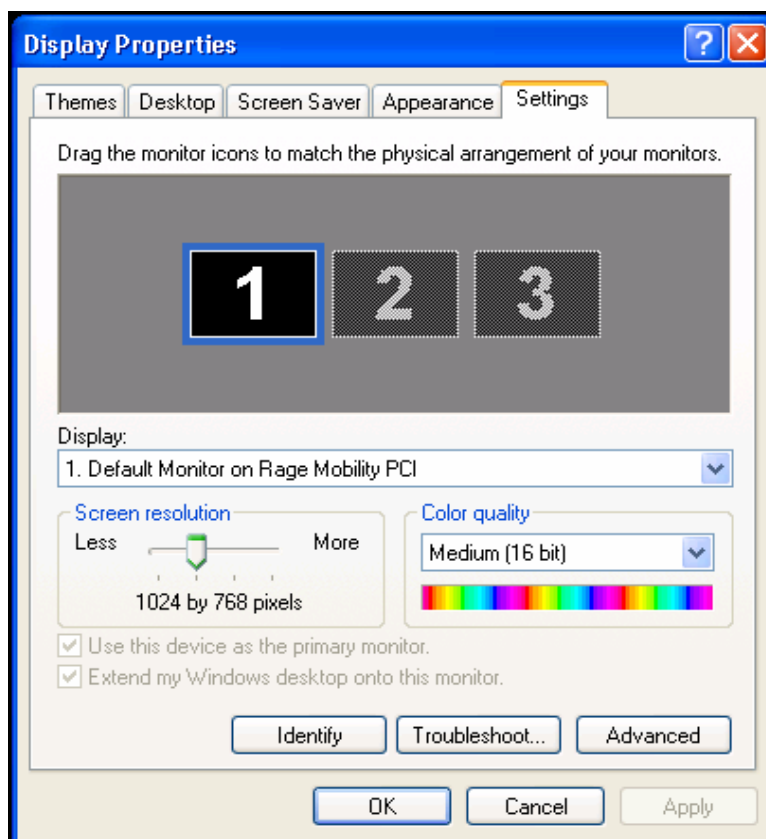 Display Properties
Themes Desktop Screen Saver Appearance Settings
Drag the monitor icons to match the physical arrangement of your monitors.
1 2 3
Display:
1. Default Monitor on Rage Mobility PCI
Screen resolution
Less More
1024 by 768 pixels
Color quality
Medium (16 bit)
Use this device as the primary monitor.
Extend my Windows desktop onto this monitor.
Identify Troubleshoot... Advanced
OK Cancel Apply